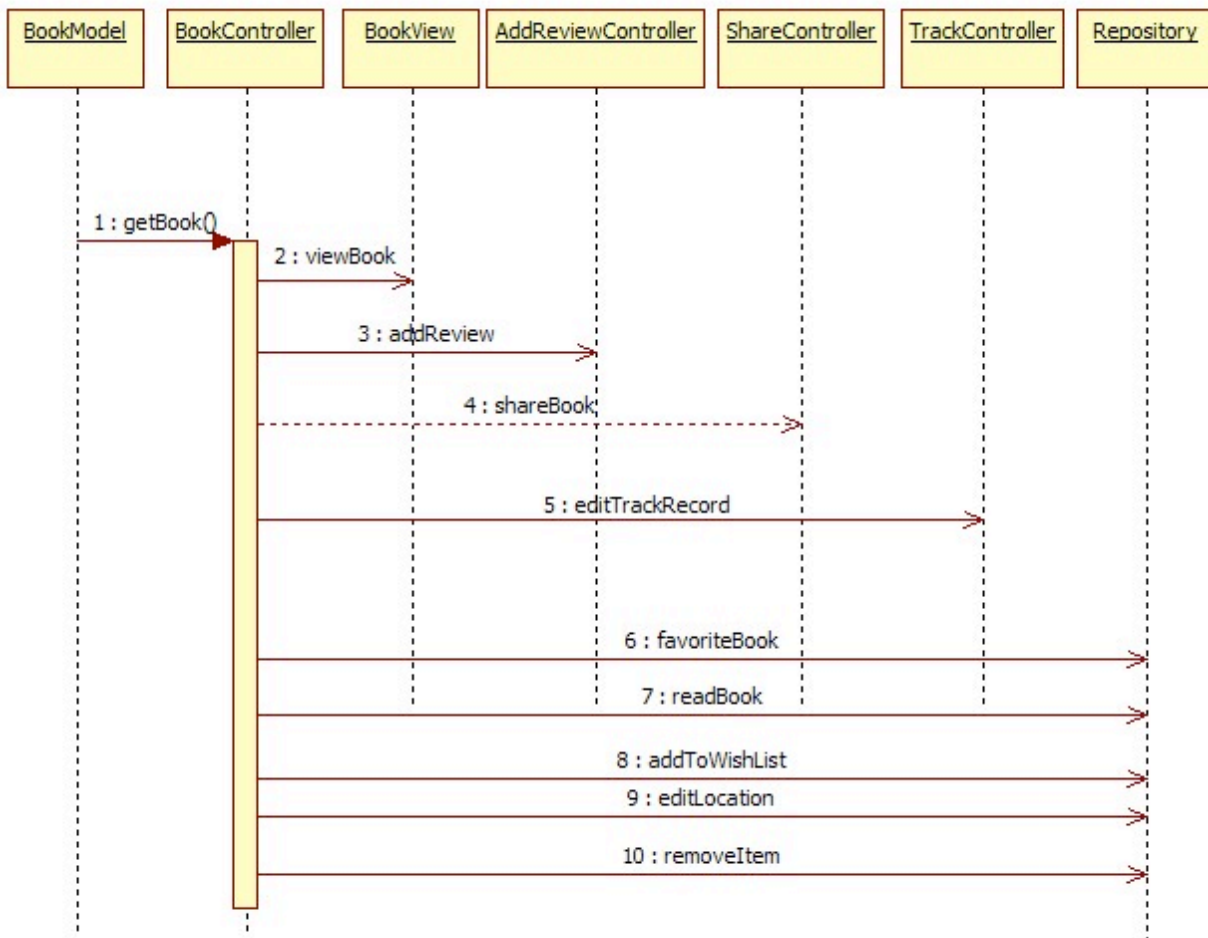 BookModel
BookController
BookView
AddReviewController
ShareController
TrackController
Repository
1 : getBook()
2 : viewBook
3 : addReview
4 : shareBook
5 : editTrackRecord
6 : favoriteBook
7 : readBook
8 : addToWishList
9 : editLocation
10 : removeItem